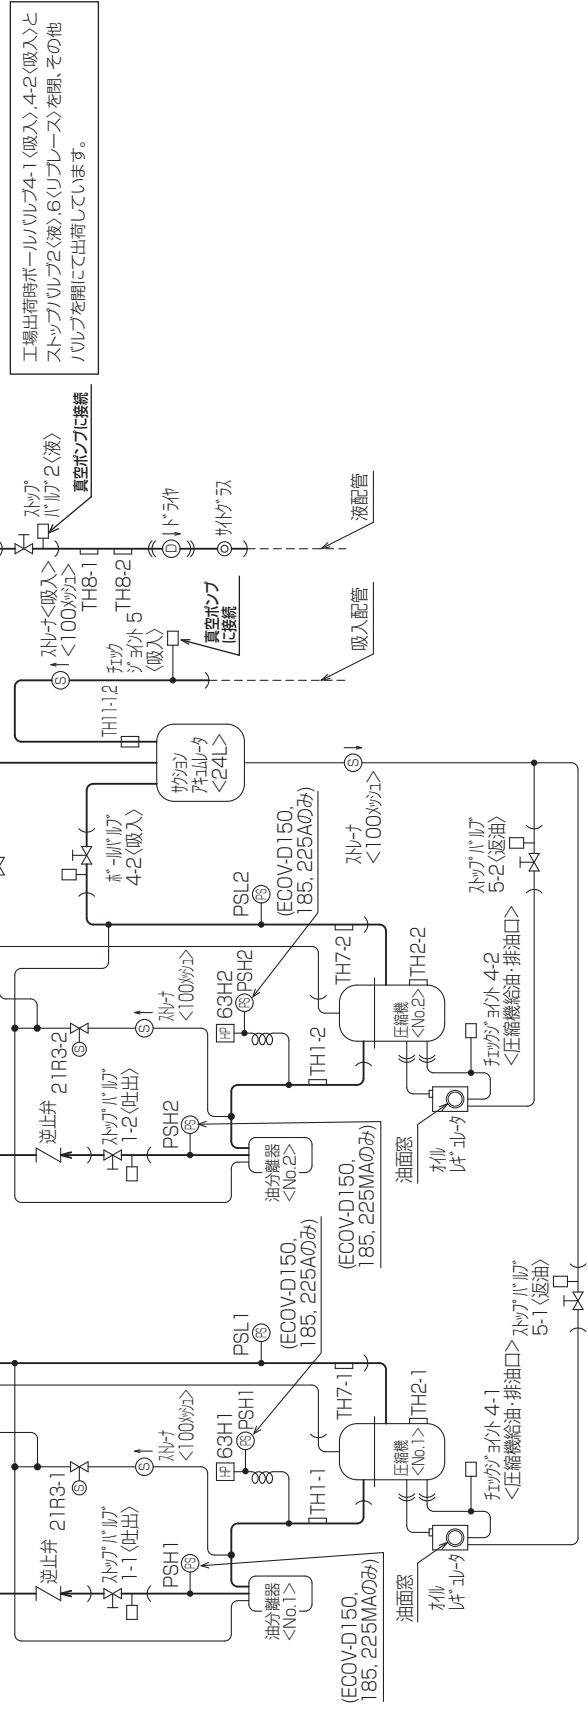 工場出荷時ボールバルブ4-1〈吸入〉,4-2〈吸入〉と
ストップバルブ2〈液〉,6〈リプレース〉を閉、その他
バルブを開にて出荷しています。
ストップ
バルブ2〈液〉
真空ポンプに接続
TH8-1
TH8-2
D
ドライヤ
サイトグラス
液配管
ストレーナ<吸入>
<100メッシュ>
S
チェック
ジョイント5
〈吸入〉
真空ポンプ
に接続
吸入配管
TH11-1,2
サクション
アキュムレータ
<24L>
S
ストレーナ
<100メッシュ>
ボールバルブ
4-2〈吸入〉
PSL2
PS
(ECOV-D150,
185, 225Aのみ)
ストップバルブ
5-2〈返油〉
21R3-2
S
S
ストレーナ
<100メッシュ>
HP
63H2
PS
PSH2
TH7-2
TH1-2
圧縮機
<No.2>
TH2-2
チェックジョイント4-2
<圧縮機給油・排油口>
逆止弁
ストップバルブ
1-2〈吐出〉
PSH2
PS
油分離器
<No.2>
(ECOV-D150,
185, 225MAのみ)
油面窓
オイル
レギュレータ
PSL1
PS
(ECOV-D150,
185, 225Aのみ)
ストップバルブ
5-1〈返油〉
21R3-1
S
S
ストレーナ
<100メッシュ>
HP
63H1
PS
PSH1
TH7-1
TH1-1
圧縮機
<No.1>
TH2-1
チェックジョイント4-1
<圧縮機給油・排油口>
逆止弁
ストップバルブ
1-1〈吐出〉
PSH1
PS
油分離器
<No.1>
(ECOV-D150,
185, 225MAのみ)
油面窓
オイル
レギュレータ